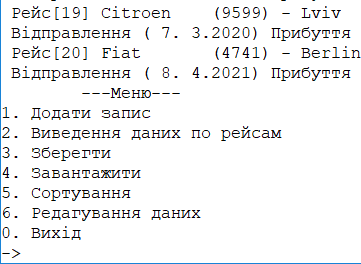 Рейс[19] Citroen (9599) - Lviv
Відправлення ( 7. 3.2020) Прибуття
Рейс[20] Fiat (4741) - Berlin
Відправлення ( 8. 4.2021) Прибуття
---Меню---
1. Додати запис
2. Виведення даних по рейсам
3. Зберегти
4. Завантажити
5. Сортування
6. Редагування даних
0. Вихід
->